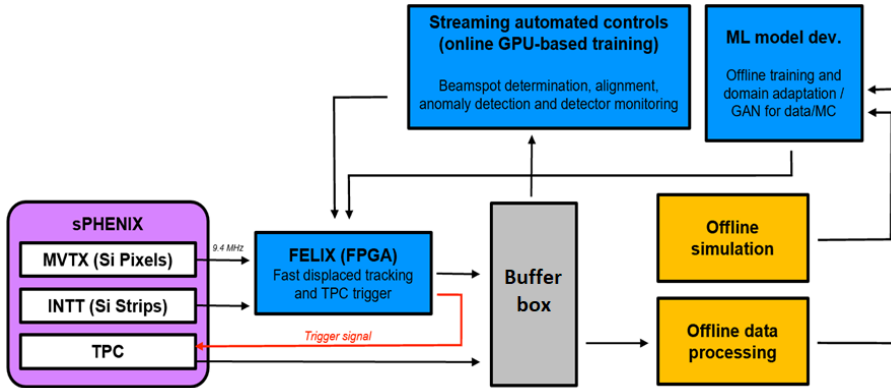 Streaming automated controls
(online GPU-based training)
Beamspot determination, alignment,
anomaly detection and detector monitoring
ML model dev.
Offline training and
domain adaptation /
GAN for data/MC
sPHENIX
MVTX (Si Pixels)
INTT (Si Strips)
TPC
9.4 MHz
FELIX (FPGA)
Fast displaced tracking
and TPC trigger
Trigger signal
Buffer
box
Offline
simulation
Offline data
processing